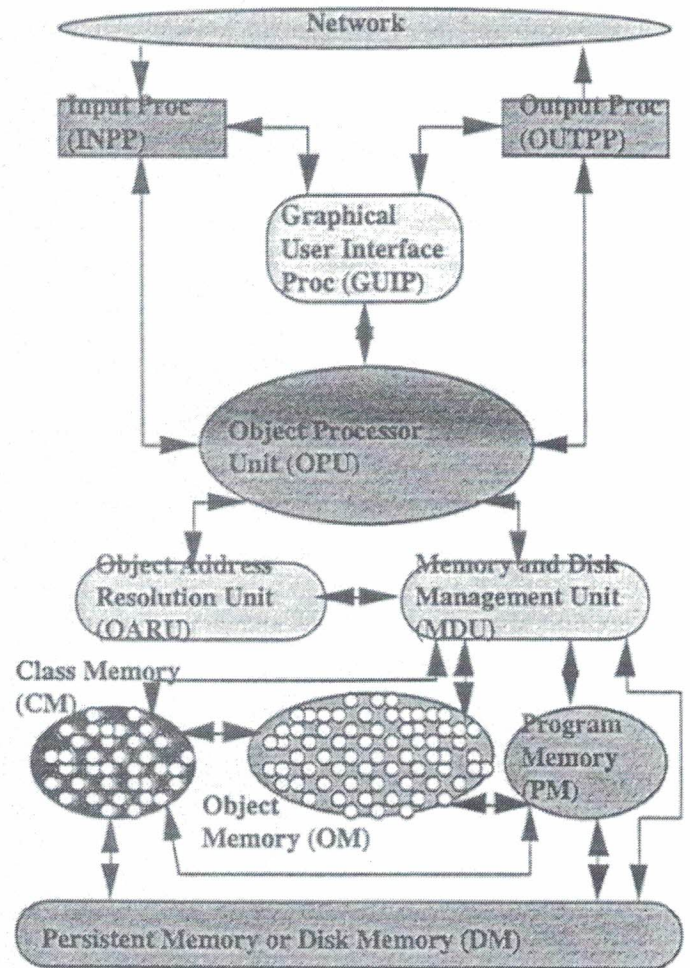 Network
Input Proc
(INPP)
Output Proc
(OUTPP)
Graphical
User Interface
Proc (GUIP)
Object Processor
Unit (OPU)
Object Address
Resolution Unit
(OARU)
Memory and Disk
Management Unit
(MDU)
Class Memory
(CM)
Program
Memory
(PM)
Object
Memory (OM)
Persistent Memory or Disk Memory (DM)